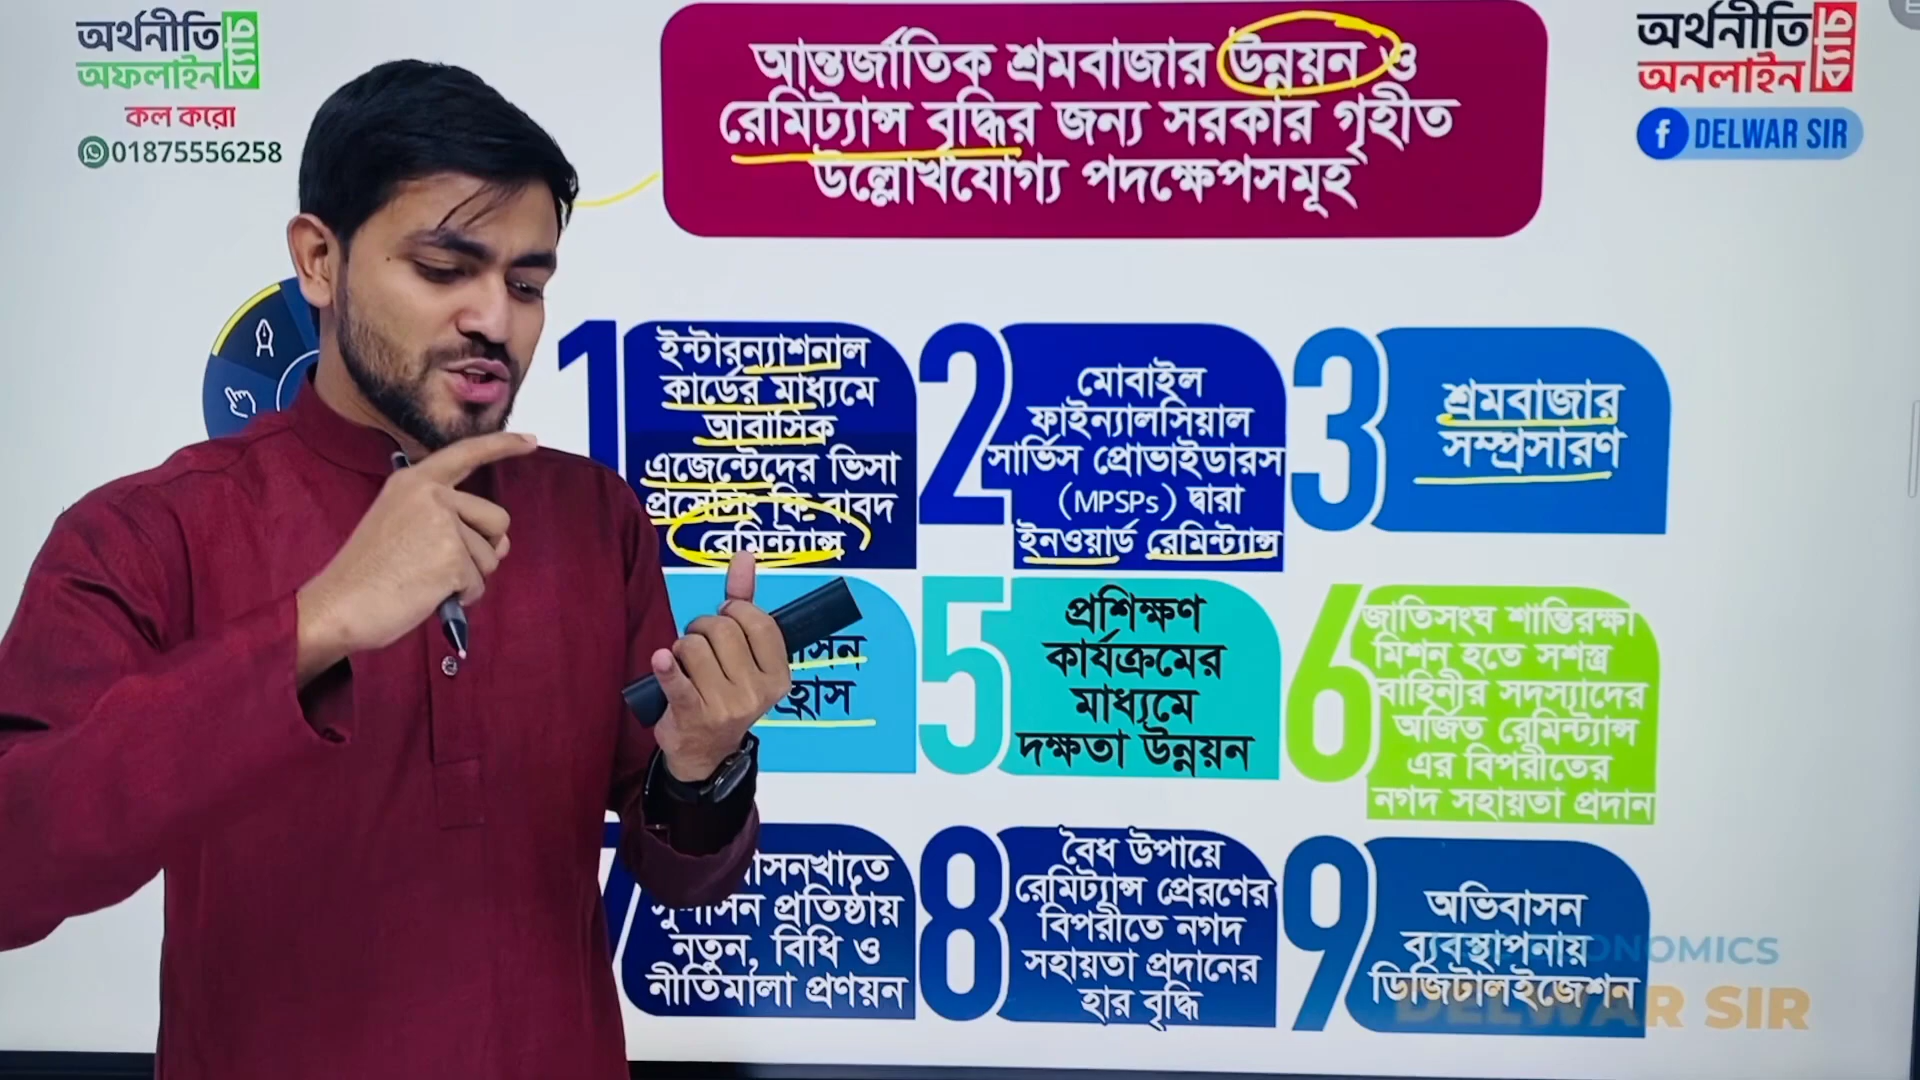 অর্থনীতি
অফলাইন
ব্যাচ
কল করো
01875556258
আন্তর্জাতিক শ্রমবাজার উন্নয়ন ও
রেমিট্যান্স বৃদ্ধির জন্য সরকার গৃহীত
উল্লেখযোগ্য পদক্ষেপসমূহ
অর্থনীতি
অনলাইন
ব্যাচ
f DELWAR SIR
1
ইন্টারন্যাশনাল
কার্ডের মাধ্যমে
আবাসিক
এজেন্টেদের ভিসা
প্রসেসিং ফি বাবদ
রেমিন্ট্যান্স
2
মোবাইল
ফাইন্যালসিয়াল
সার্ভিস প্রোভাইডারস
(MPSPs) দ্বারা
ইনওয়ার্ড রেমিন্ট্যান্স
3
শ্রমবাজার
সম্প্রসারণ
হ্রাস
5
প্রশিক্ষণ
কার্যক্রমের
মাধ্যমে
দক্ষতা উন্নয়ন
6
জাতিসংঘ শান্তিরক্ষা
মিশন হতে সশস্ত্র
বাহিনীর সদস্যাদের
অর্জিত রেমিন্ট্যান্স
এর বিপরীতের
নগদ সহায়তা প্রদান
7
প্রতিষ্ঠায়
নতুন, বিধি ও
নীতিমালা প্রণয়ন
8
বৈধ উপায়ে
রেমিট্যান্স প্রেরণের
বিপরীতে নগদ
সহায়তা প্রদানের
হার বৃদ্ধি
9
অভিবাসন
ব্যবস্থাপনায়
ডিজিটালইজেশন
DELWAR SIR